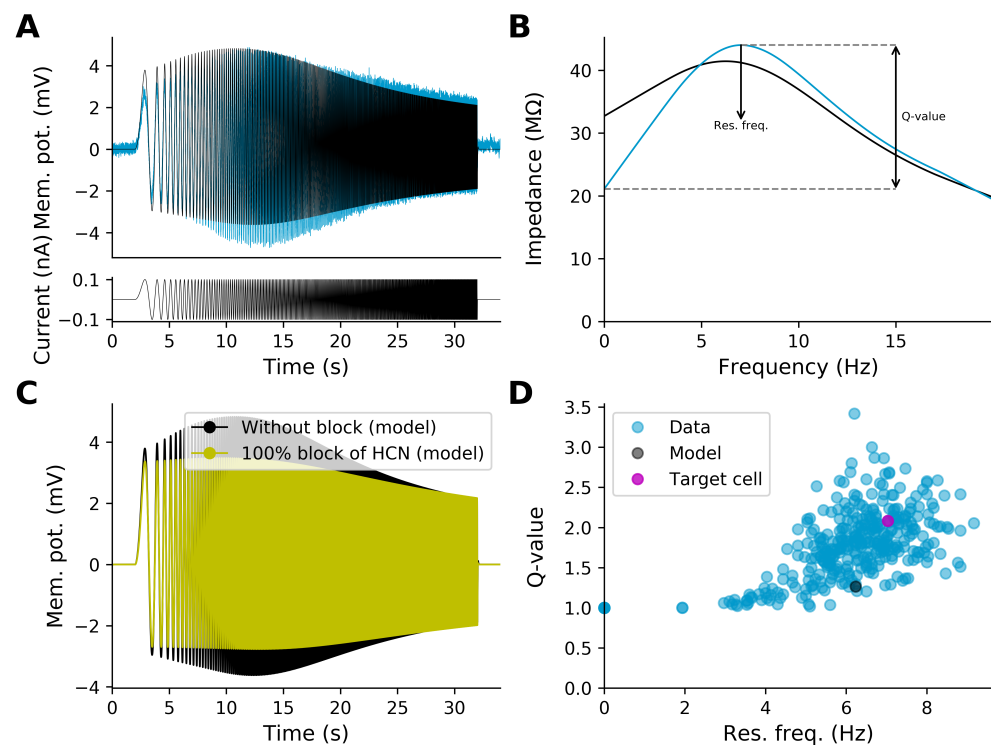 A
4
2
0
−2
−4
Mem. pot. (mV)
0.1
−0.1
Current (nA)
0 5 10 15 20 25 30
Time (s)
B
40
30
20
10
0
Impedance (MΩ)
Res. freq.
Q-value
0 5 10 15
Frequency (Hz)
C
Without block (model)
100% block of HCN (model)
4
2
0
−2
−4
Mem. pot. (mV)
0 5 10 15 20 25 30
Time (s)
D
Data
Model
Target cell
3.5
3.0
2.5
2.0
1.5
1.0
0.5
0.0
Q-value
0 2 4 6 8
Res. freq. (Hz)